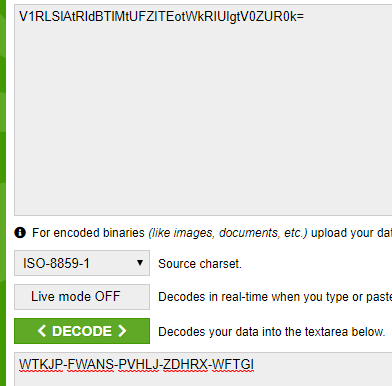 V1RLSlAtRldBTlMtUFZITEotWkRIUlgtV0ZUR0k=
For encoded binaries (like images, documents, etc.) upload your
ISO-8859-1 Source charset.
Live mode OFF Decodes in real-time when you type or paste
DECODE Decodes your data into the textarea below.
WTKJP-FWANS-PVHLJ-ZDHRX-WFTGI